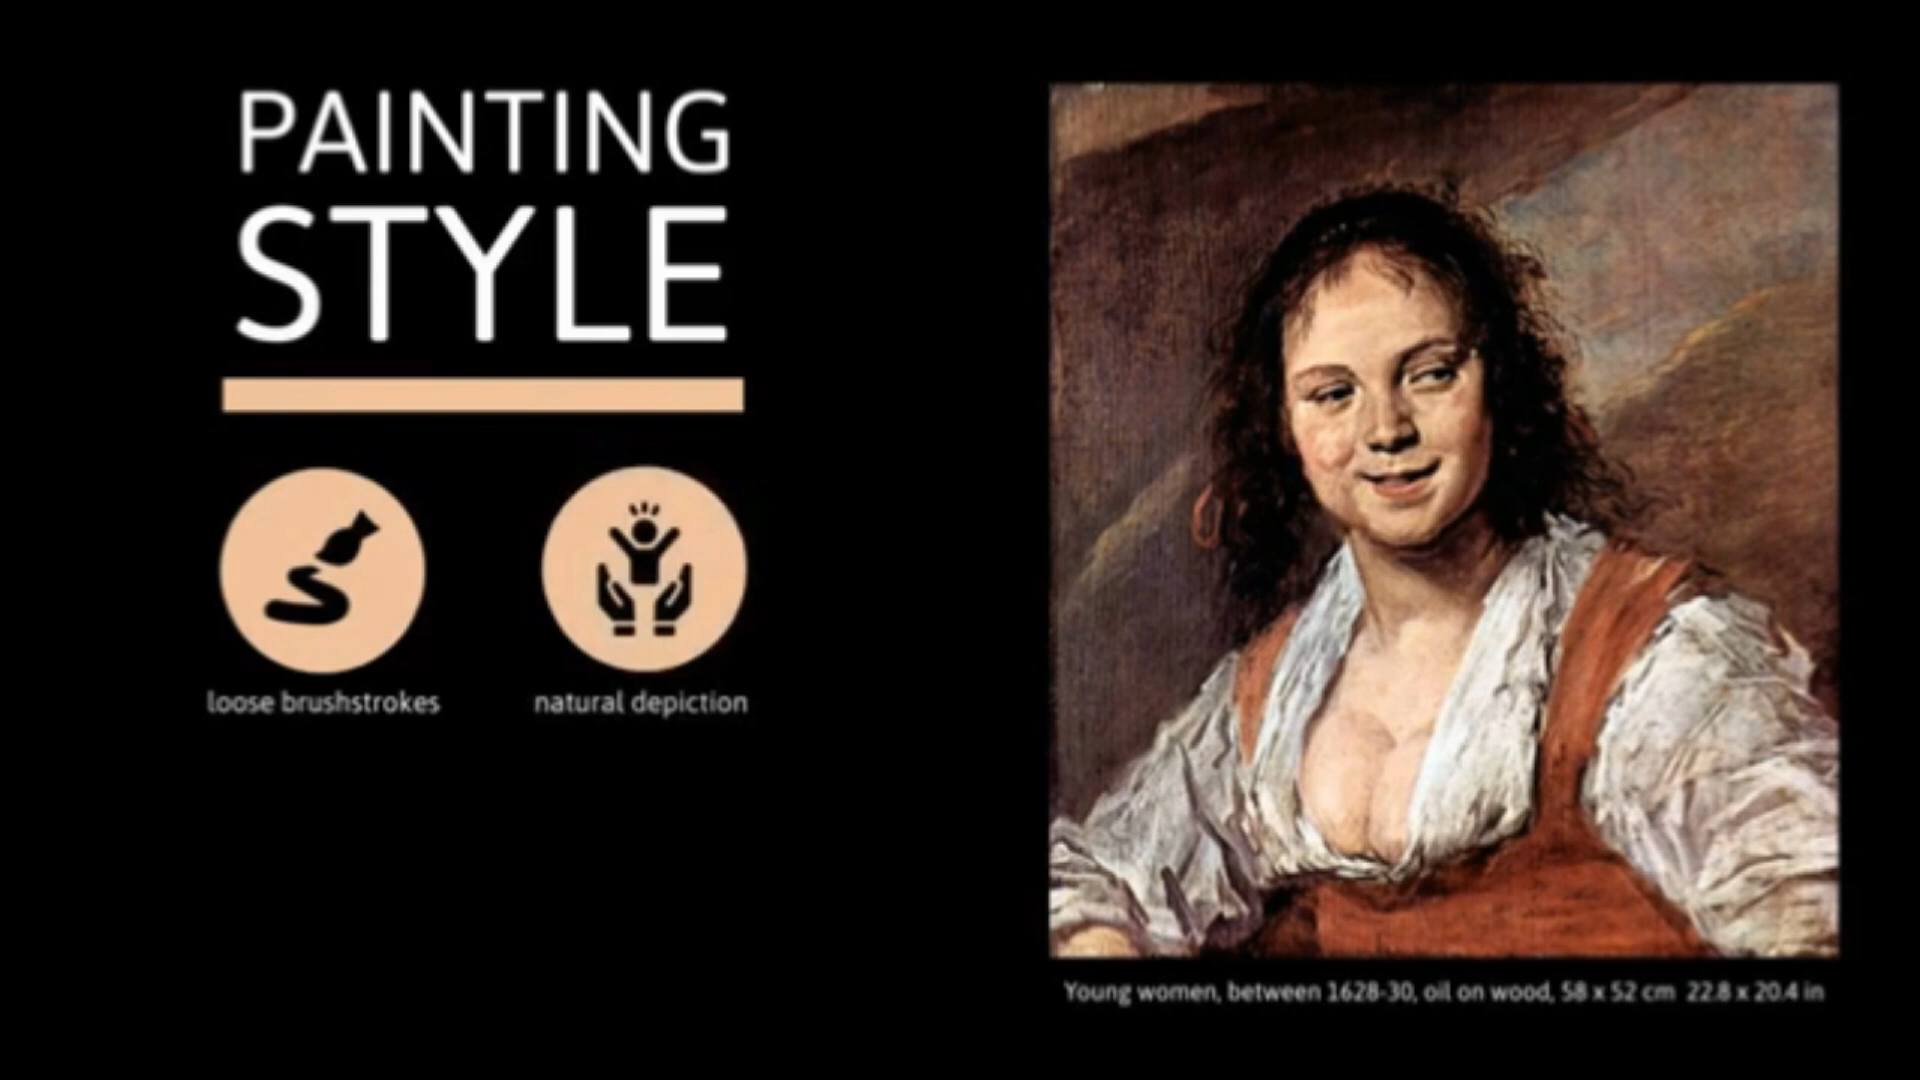 PAINTING
STYLE
loose brushstrokes
natural depiction
Young women, between 1628-30, oil on wood, 58 x 52 cm 22.8 x 20.4 in